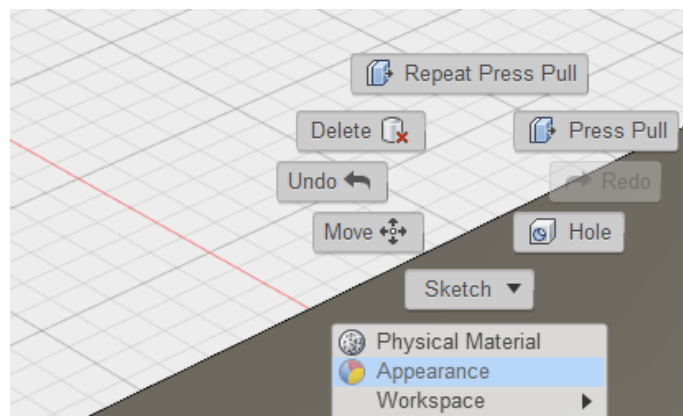 Repeat Press Pull
Delete
Press Pull
Undo
Redo
Move
Hole
Sketch
Physical Material
Appearance
Workspace